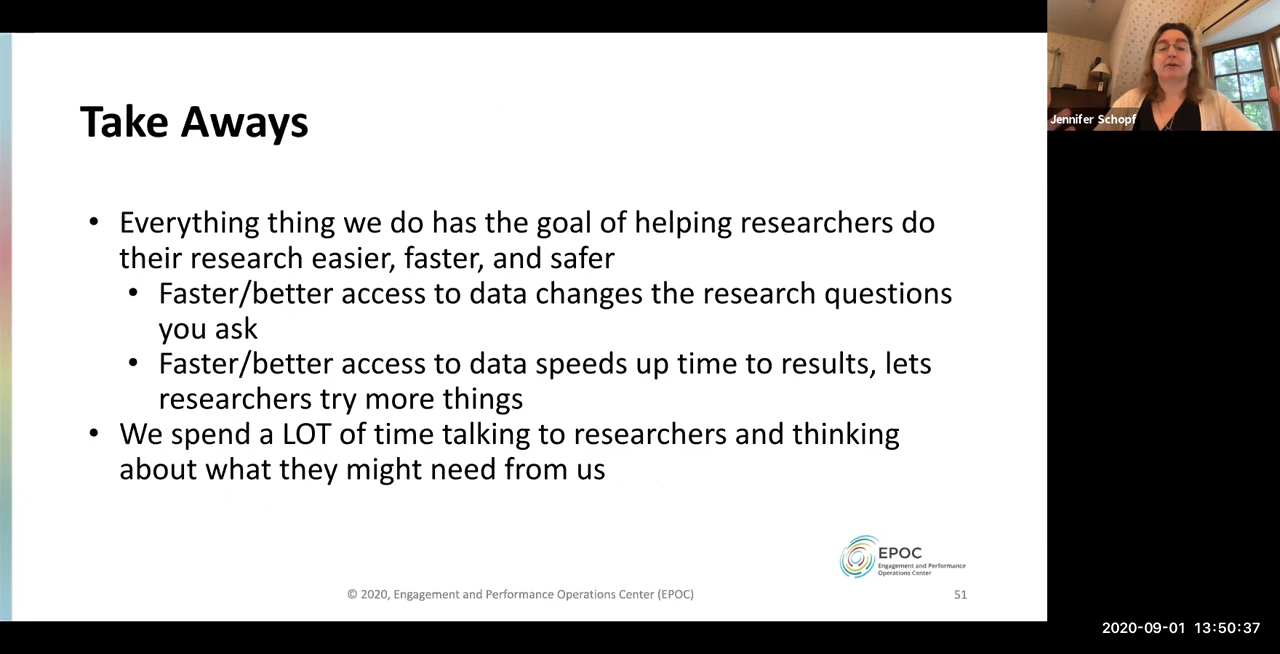 Take Aways
• Everything thing we do has the goal of helping researchers do
their research easier, faster, and safer
• Faster/better access to data changes the research questions
you ask
• Faster/better access to data speeds up time to results, lets
researchers try more things
• We spend a LOT of time talking to researchers and thinking
about what they might need from us
EPOC
Engagement and Performance
Operations Center
© 2020, Engagement and Performance Operations Center (EPOC)
51
Jennifer Schopf
2020-09-01 13:50:37